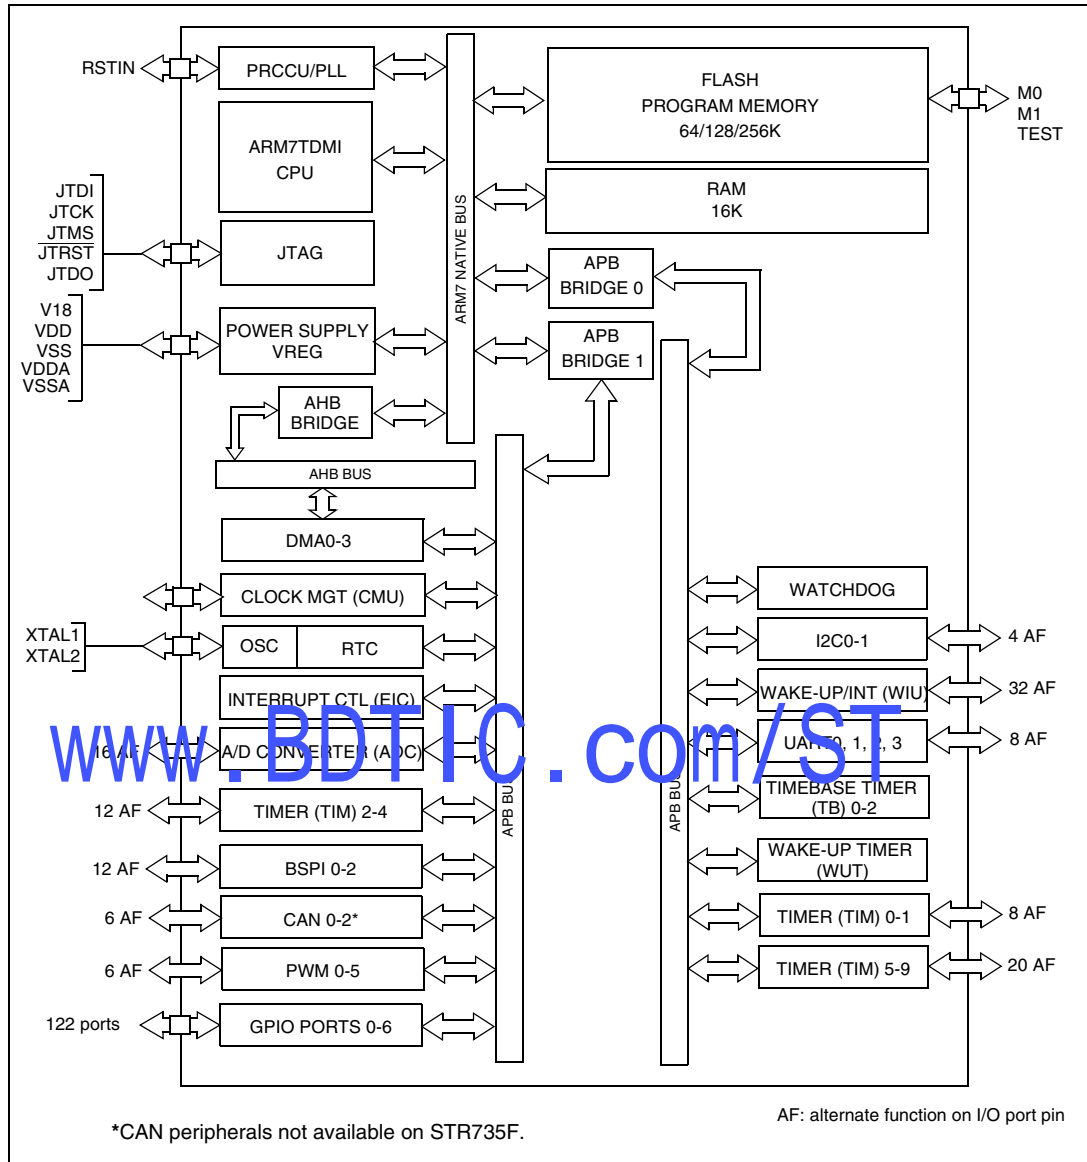 RSTIN
PRCCU/PLL
FLASH
PROGRAM MEMORY
64/128/256K
M0
M1
TEST
ARM7TDMI
CPU
RAM
16K
JTDI
JTCK
JTMS
JTRST
JTDO
JTAG
ARM7 NATIVE BUS
APB
BRIDGE 0
V18
VDD
VSS
VDDA
VSSA
POWER SUPPLY
VREG
APB
BRIDGE 1
AHB
BRIDGE
AHB BUS
DMA0-3
CLOCK MGT (CMU)
WATCHDOG
XTAL1
XTAL2
OSC
RTC
I2C0-1
4 AF
INTERRUPT CTL (EIC)
WAKE-UP/INT (WIU)
32 AF
www.BDTIC.com/ST
16 AF
A/D CONVERTER (ADC)
UART0, 1, 2, 3
8 AF
APB BUS
APB BUS
12 AF
TIMER (TIM) 2-4
TIMEBASE TIMER
(TB) 0-2
12 AF
BSPI 0-2
WAKE-UP TIMER
(WUT)
6 AF
CAN 0-2*
TIMER (TIM) 0-1
8 AF
6 AF
PWM 0-5
TIMER (TIM) 5-9
20 AF
122 ports
GPIO PORTS 0-6
*CAN peripherals not available on STR735F.
AF: alternate function on I/O port pin